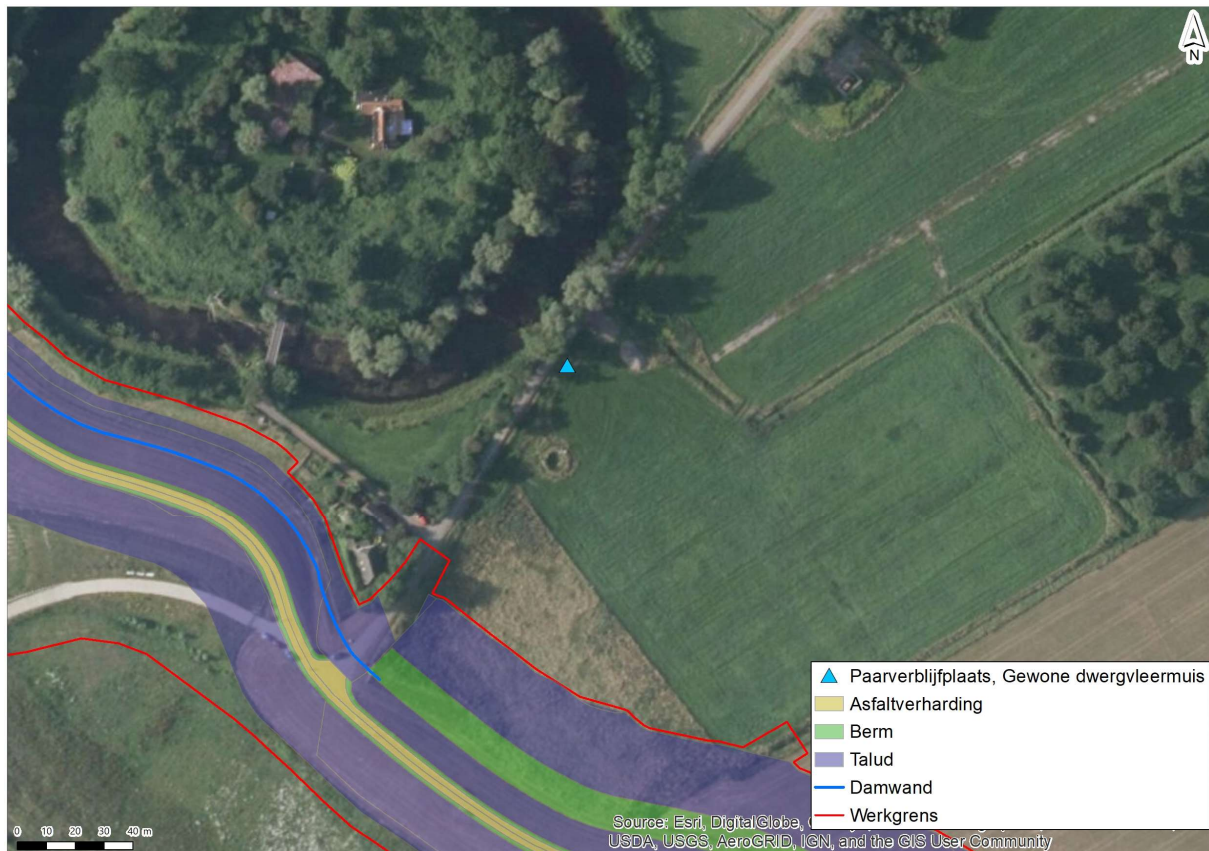 N
Paarverblijfplaats, Gewone dwergvleermuis
Asfaltverharding
Berm
Talud
Damwand
Werkgrens
0 10 20 30 40 m
Source: Esri, DigitalGlobe,
USDA, USGS, AeroGRID, IGN, and the GIS User Community